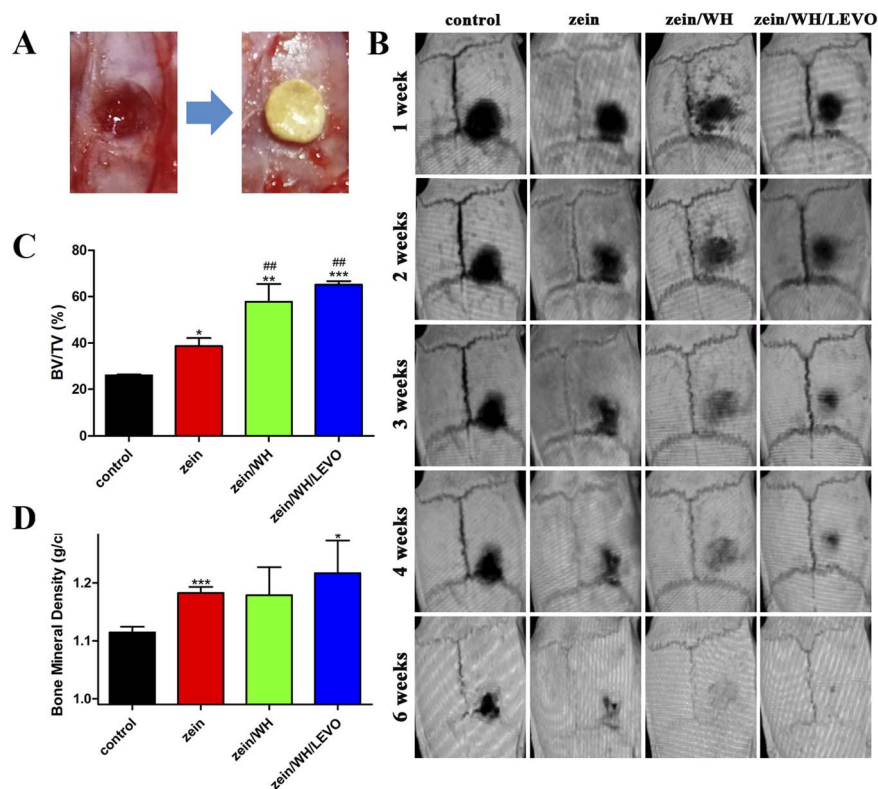 A
B
control
zein
zein/WH
zein/WH/LEVO
1 week
2 weeks
3 weeks
4 weeks
6 weeks
C
BV/TV (%)
80
60
40
20
0
*
##
**
##
***
control
zein
zein/WH
zein/WH/LEVO
D
Bone Mineral Density (g/c
1.2
1.1
1.0
***
*
control
zein
zein/WH
zein/WH/LEVO